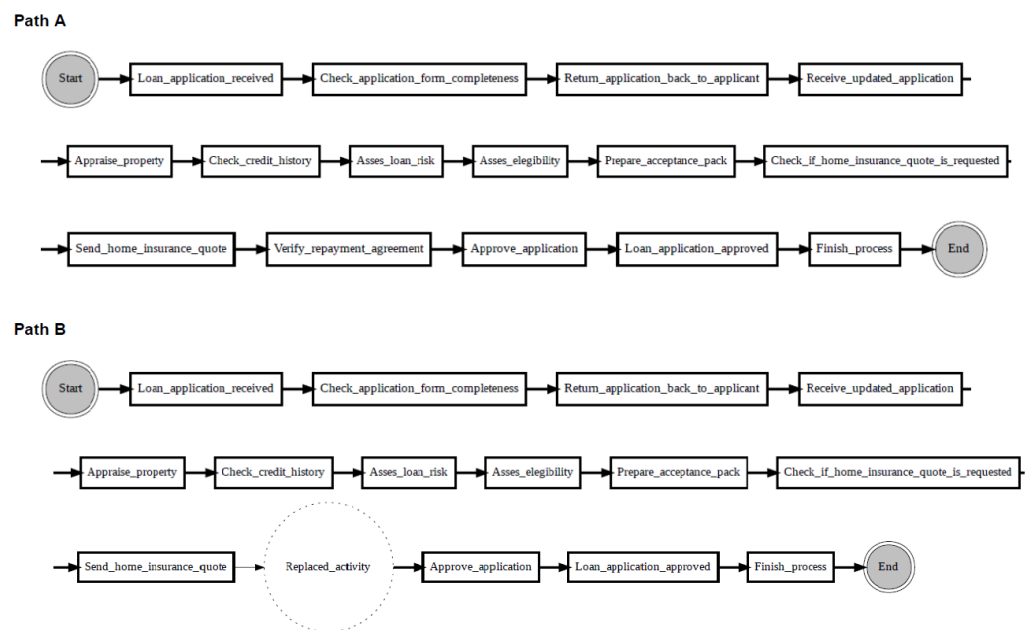 Path A
Start Loan_application_received Check_application_form_completeness Return_application_back_to_applicant Receive_updated_application
Appraise_property Check_credit_history Asses_loan_risk Asses_elegibility Prepare_acceptance_pack Check_if_home_insurance_quote_is_requested
Send_home_insurance_quote Verify_repayment_agreement Approve_application Loan_application_approved Finish_process End
Path B
Start Loan_application_received Check_application_form_completeness Return_application_back_to_applicant Receive_updated_application
Appraise_property Check_credit_history Asses_loan_risk Asses_elegibility Prepare_acceptance_pack Check_if_home_insurance_quote_is_requested
Send_home_insurance_quote Replaced_activity Approve_application Loan_application_approved Finish_process End